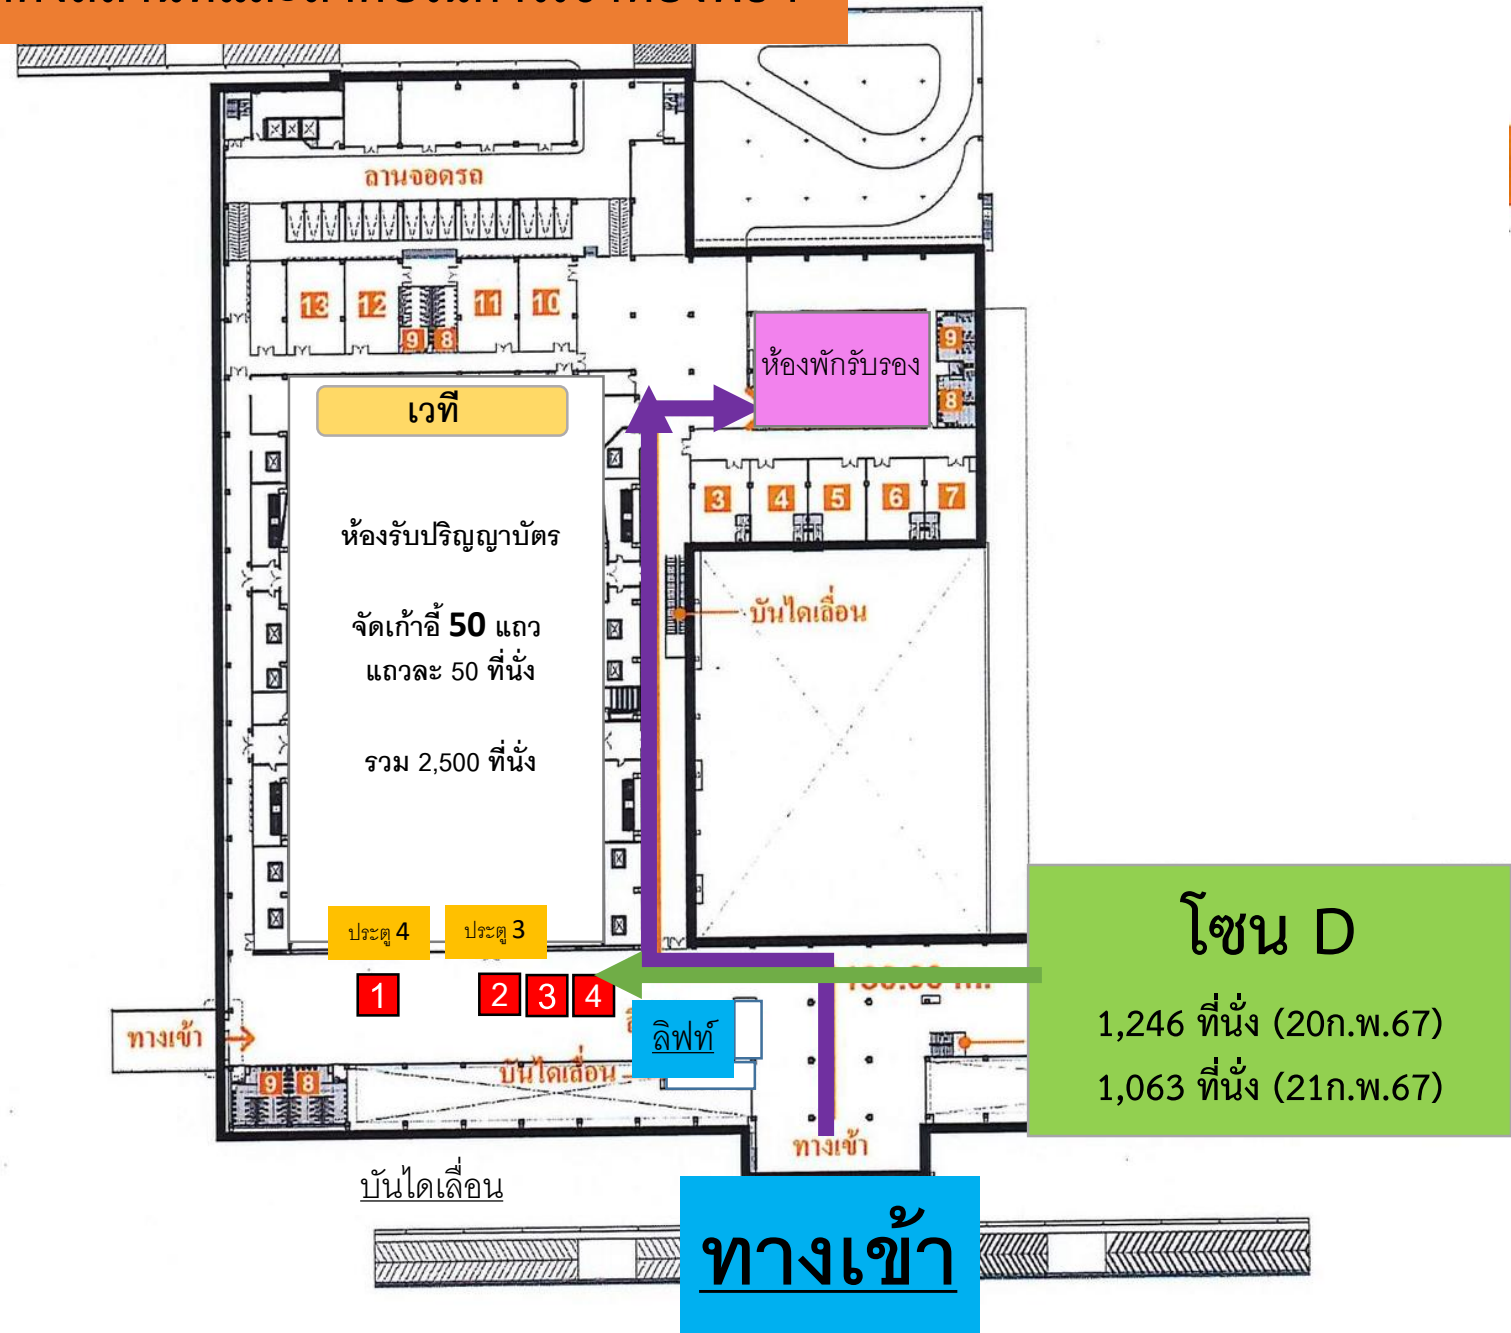 ลานจอดรถ
13
12
11
10
9
8
ห้องพักรับรอง
9
8
เวที
3
4
5
6
7
ห้องรับปริญญาบัตร
จัดเก้าอี้ 50 แถว
แถวละ 50 ที่นั่ง
รวม 2,500 ที่นั่ง
บันไดเลื่อน
ประตู 4
ประตู 3
1
2
3
4
โซน D
1,246 ที่นั่ง (20ก.พ.67)
1,063 ที่นั่ง (21ก.พ.67)
ทางเข้า
ลิฟท์
9
8
บันไดเลื่อน
ทางเข้า
บันไดเลื่อน
ทางเข้า